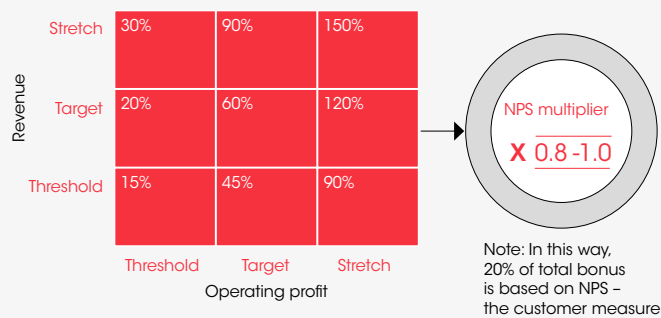 Stretch 30% 90% 150%
Revenue
Target 20% 60% 120%
Threshold 15% 45% 90%
Threshold Target Stretch
Operating profit
NPS multiplier
X 0.8 -1.0
Note: In this way,
20% of total bonus
is based on NPS –
the customer measure